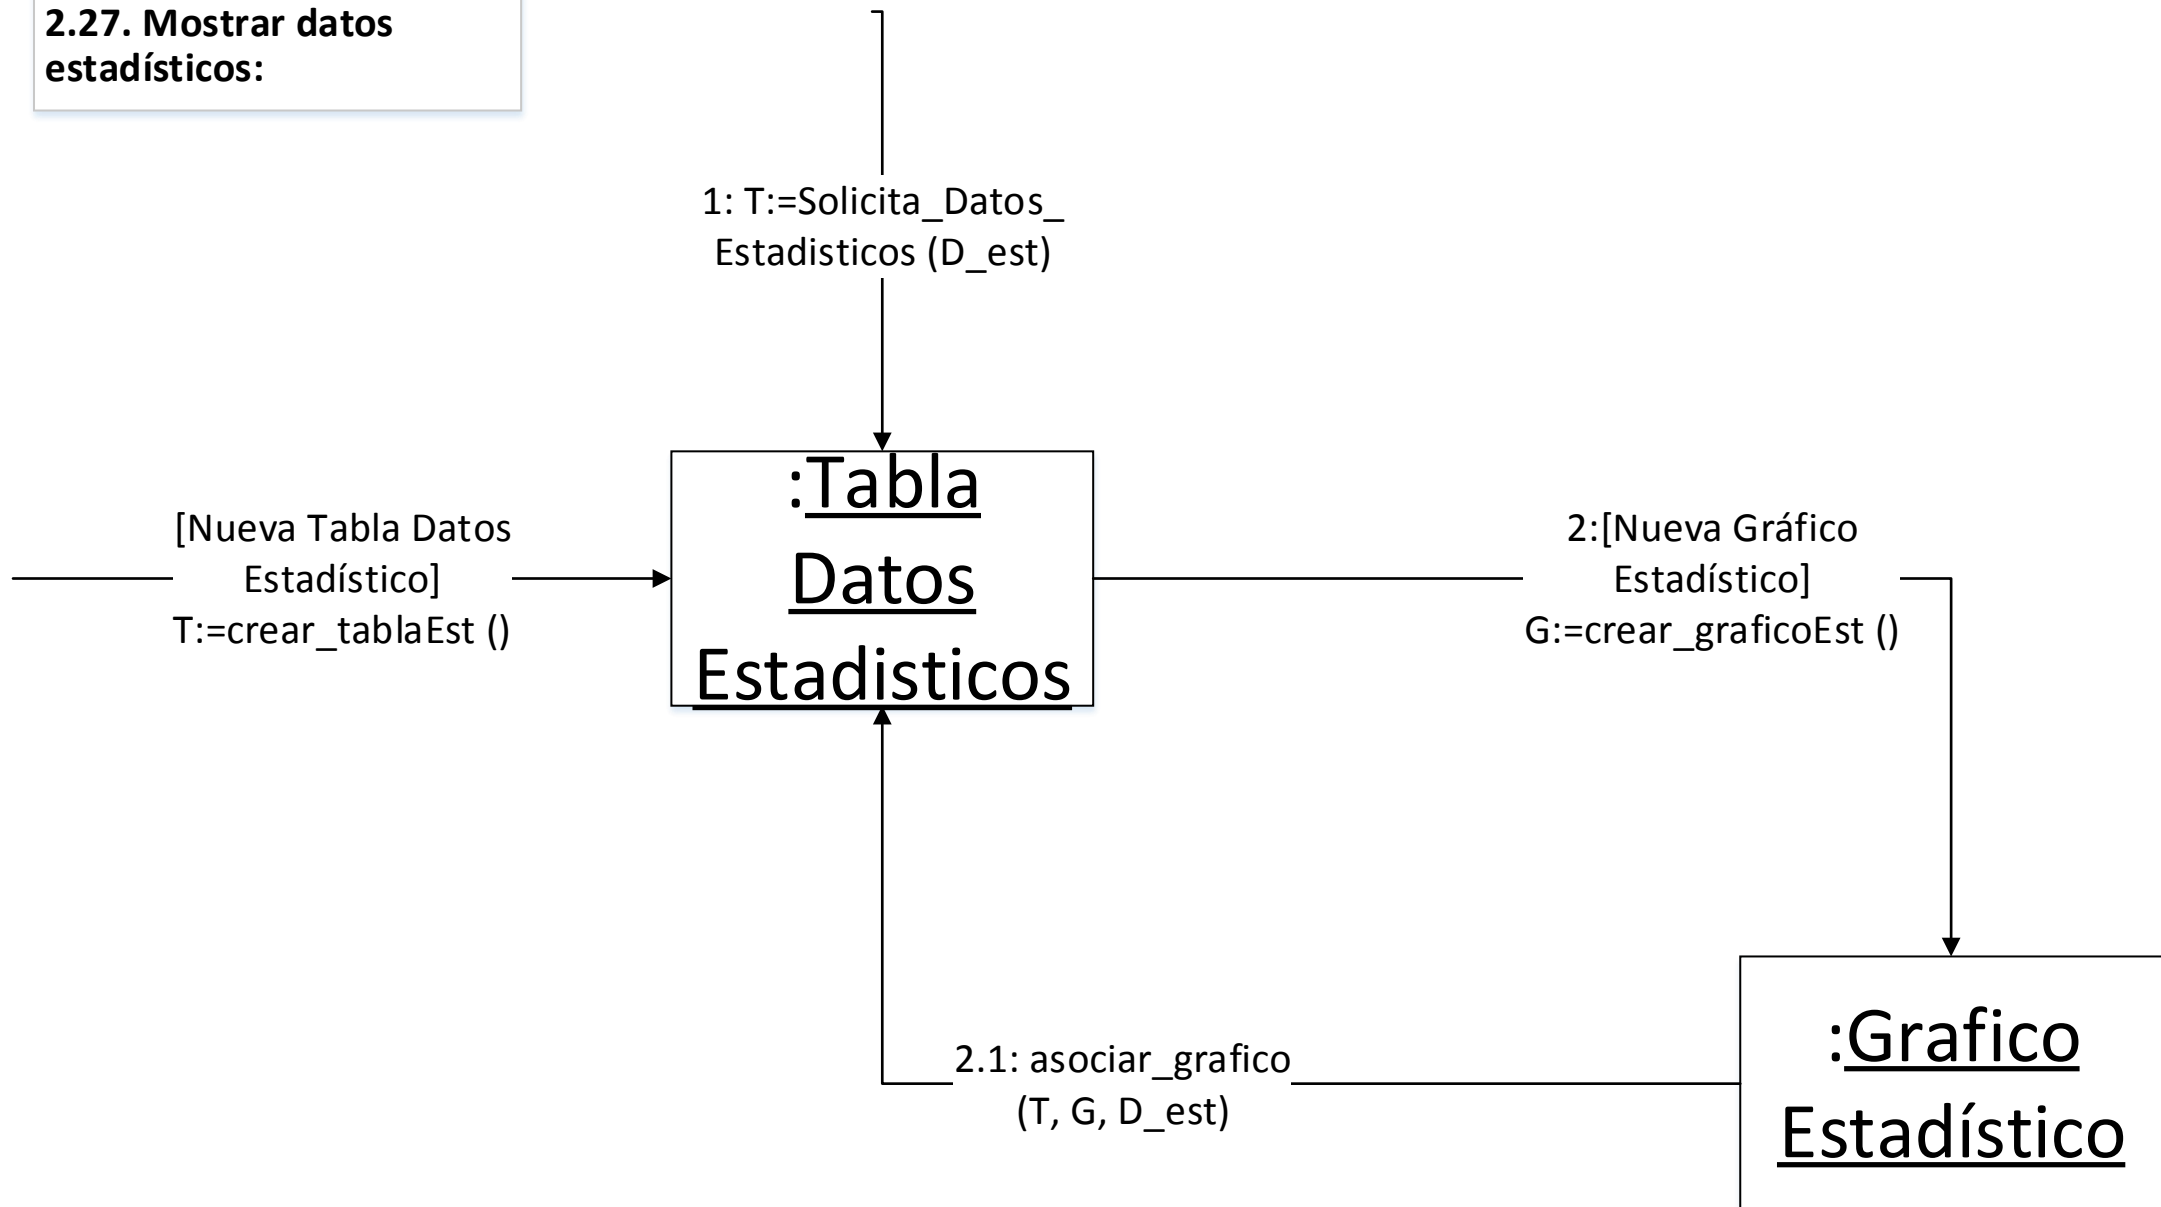 2.27. Mostrar datos
estadísticos:
1: T:=Solicita_Datos_
Estadisticos (D_est)
[Nueva Tabla Datos
Estadístico]
T:=crear_tablaEst ()
:Tabla
Datos
Estadisticos
2:[Nueva Gráfico
Estadístico]
G:=crear_graficoEst ()
2.1: asociar_grafico
(T, G, D_est)
:Grafico
Estadístico